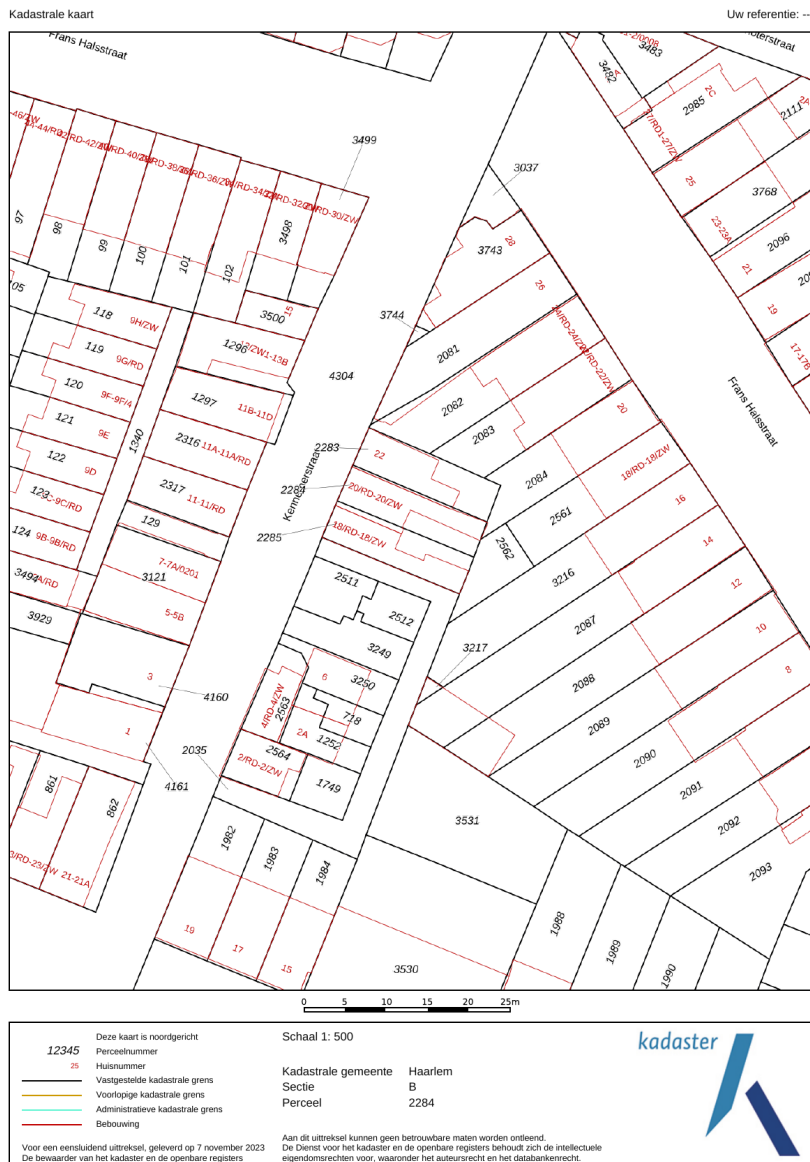 Kadastrale kaart
Uw referentie: --
Frans Halsstraat
3483
3482
2C
2985
2111
3499
3037
25
3768
23-23A
2096
21
19
17-17B
97
98
99
100
101
102
3498
3743
28
26
3744
2081
15
3500
118
9H/ZW
1296
119
9G/RD
4304
120
9F-9F/4
1297
11B-11D
2082
2083
20
Frans Halsstraat
121
9E
1340
2316
11A-11A/RD
2283
22
122
9D
2084
18/RD-18/ZW
2317
11-11/RD
2284
20/RD-20/ZW
Kennemerstraat
2561
16
129
2285
18/RD-18/ZW
2562
14
124
9B-9B/RD
3121
7-7A/0201
3216
12
2511
3929
5-5B
2512
2087
10
3249
3217
2088
8
3
4160
6
3250
4/RD-4/ZW
2563
718
2089
1
2035
2A
1252
2090
2564
2/RD-2/ZW
1749
2091
861
862
4161
3531
2092
1982
1983
1984
2093
21-21A
19
17
15
3530
1988
1989
1990
0 5 10 15 20 25m
Deze kaart is noordgericht
12345 Perceelnummer
25 Huisnummer
Vastgestelde kadastrale grens
Voorlopige kadastrale grens
Administratieve kadastrale grens
Bebouwing
Voor een eensluidend uittreksel, geleverd op 7 november 2023
De bewaarder van het kadaster en de openbare registers
Schaal 1: 500
Kadastrale gemeente Haarlem
Sectie B
Perceel 2284
Aan dit uittreksel kunnen geen betrouwbare maten worden ontleend.
De Dienst voor het kadaster en de openbare registers behoudt zich de intellectuele
eigendomsrechten voor, waaronder het auteursrecht en het databankenrecht.
kadaster